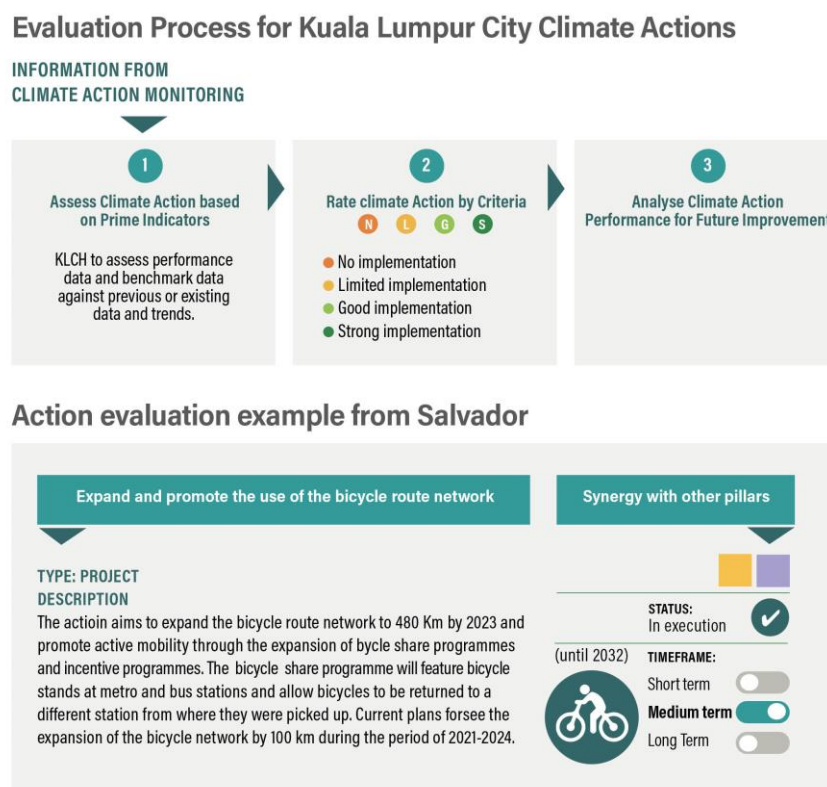 Evaluation Process for Kuala Lumpur City Climate Actions
INFORMATION FROM
CLIMATE ACTION MONITORING
1
Assess Climate Action based
on Prime Indicators
KLCH to assess performance
data and benchmark data
against previous or existing
data and trends.
2
Rate climate Action by Criteria
N L G S
No implementation
Limited implementation
Good implementation
Strong implementation
3
Analyse Climate Action
Performance for Future Improvement
Action evaluation example from Salvador
Expand and promote the use of the bicycle route network
TYPE: PROJECT
DESCRIPTION
The actioin aims to expand the bicycle route network to 480 Km by 2023 and
promote active mobility through the expansion of bycle share programmes
and incentive programmes. The bicycle share programme will feature bicycle
stands at metro and bus stations and allow bicycles to be returned to a
different station from where they were picked up. Current plans forsee the
expansion of the bicycle network by 100 km during the period of 2021-2024.
Synergy with other pillars
STATUS:
In execution
(until 2032)
TIMEFRAME:
Short term
Medium term
Long Term